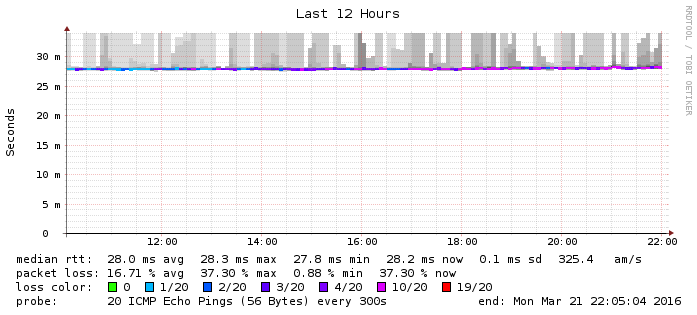 Last 12 Hours
RRDTOOL / TOBI OETIKER
Seconds
30 m
25 m
20 m
15 m
10 m
5 m
0
12:00 14:00 16:00 18:00 20:00 22:00
median rtt: 28.0 ms avg 28.3 ms max 27.8 ms min 28.2 ms now 0.1 ms sd 325.4 am/s
packet loss: 16.71 % avg 37.30 % max 0.88 % min 37.30 % now
loss color: 0 1/20 2/20 3/20 4/20 10/20 19/20
probe: 20 ICMP Echo Pings (56 Bytes) every 300s end: Mon Mar 21 22:05:04 2016